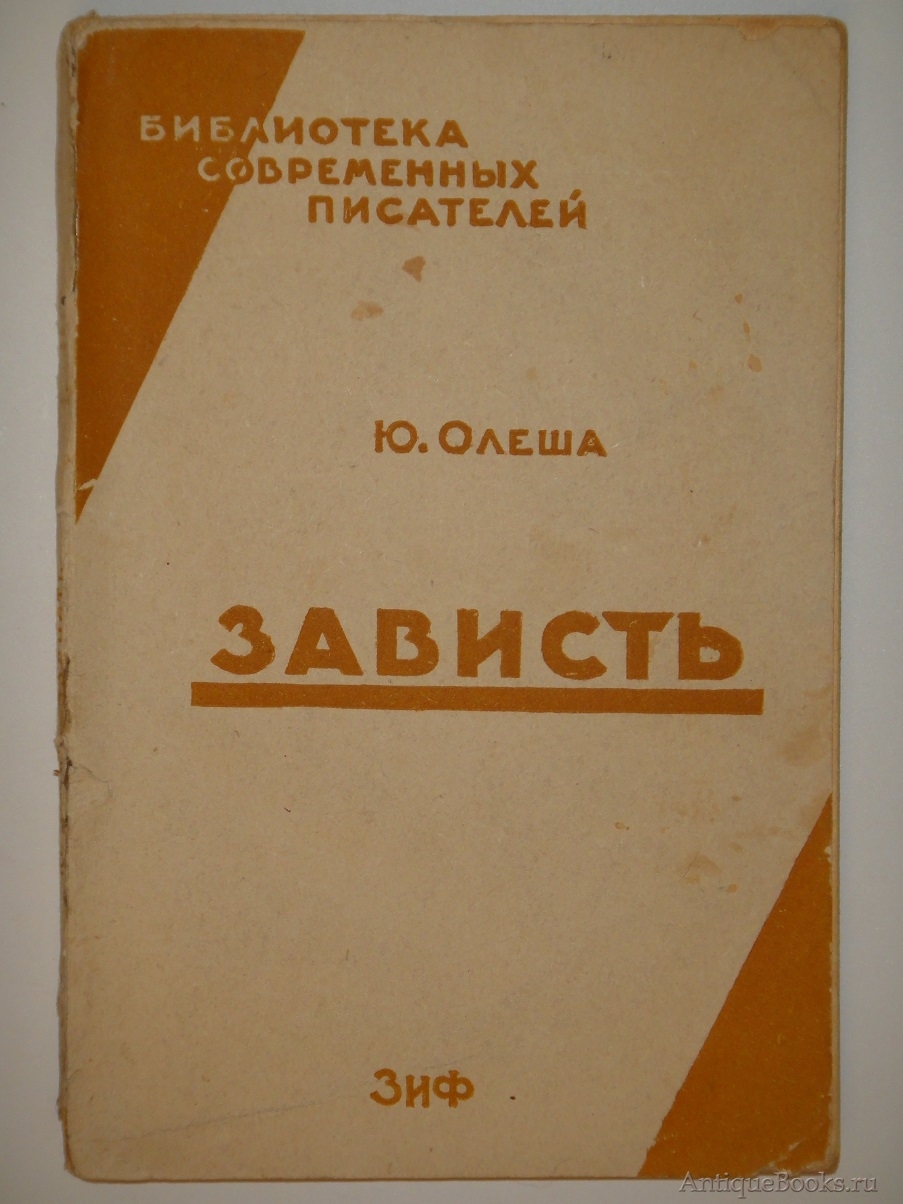 БИБЛИОТЕКА
СОВРЕМЕННЫХ
ПИСАТЕЛЕЙ
Ю. ОЛЕША
ЗАВИСТЬ
ЗИФ
AntiqueBooks.ru